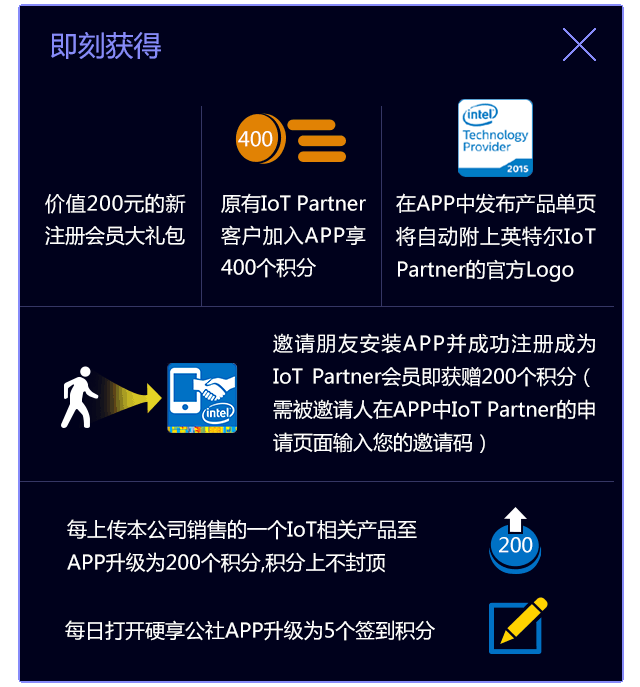 即刻获得
价值200元的新
注册会员大礼包
400
原有IoT Partner
客户加入APP享
400个积分
intel
Technology
Provider
2015
在APP中发布产品单页
将自动附上英特尔IoT
Partner的官方Logo
intel
邀请朋友安装APP并成功注册成为
IoT Partner会员即获赠200个积分（
需被邀请人在APP中IoT Partner的申
请页面输入您的邀请码）
每上传本公司销售的一个IoT相关产品至
APP升级为200个积分,积分上不封顶
200
每日打开硬享公社APP升级为5个签到积分